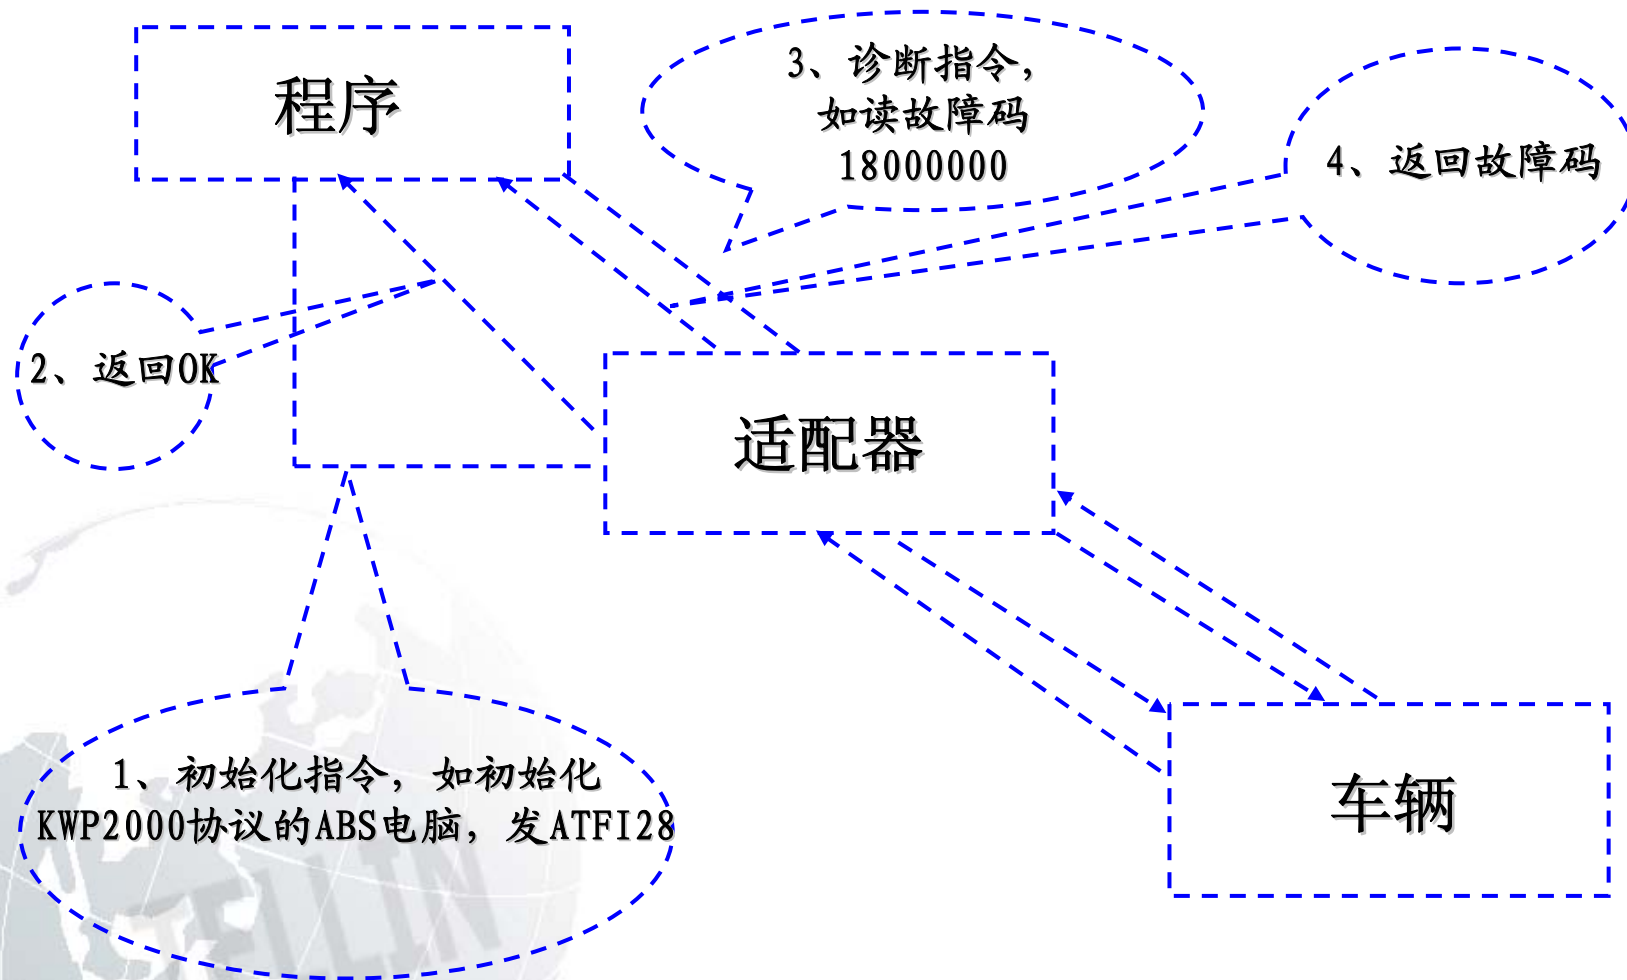 程序
3、诊断指令，
如读故障码
18000000
4、返回故障码
2、返回OK
适配器
1、初始化指令，如初始化
KWP2000协议的ABS电脑，发ATFI28
车辆